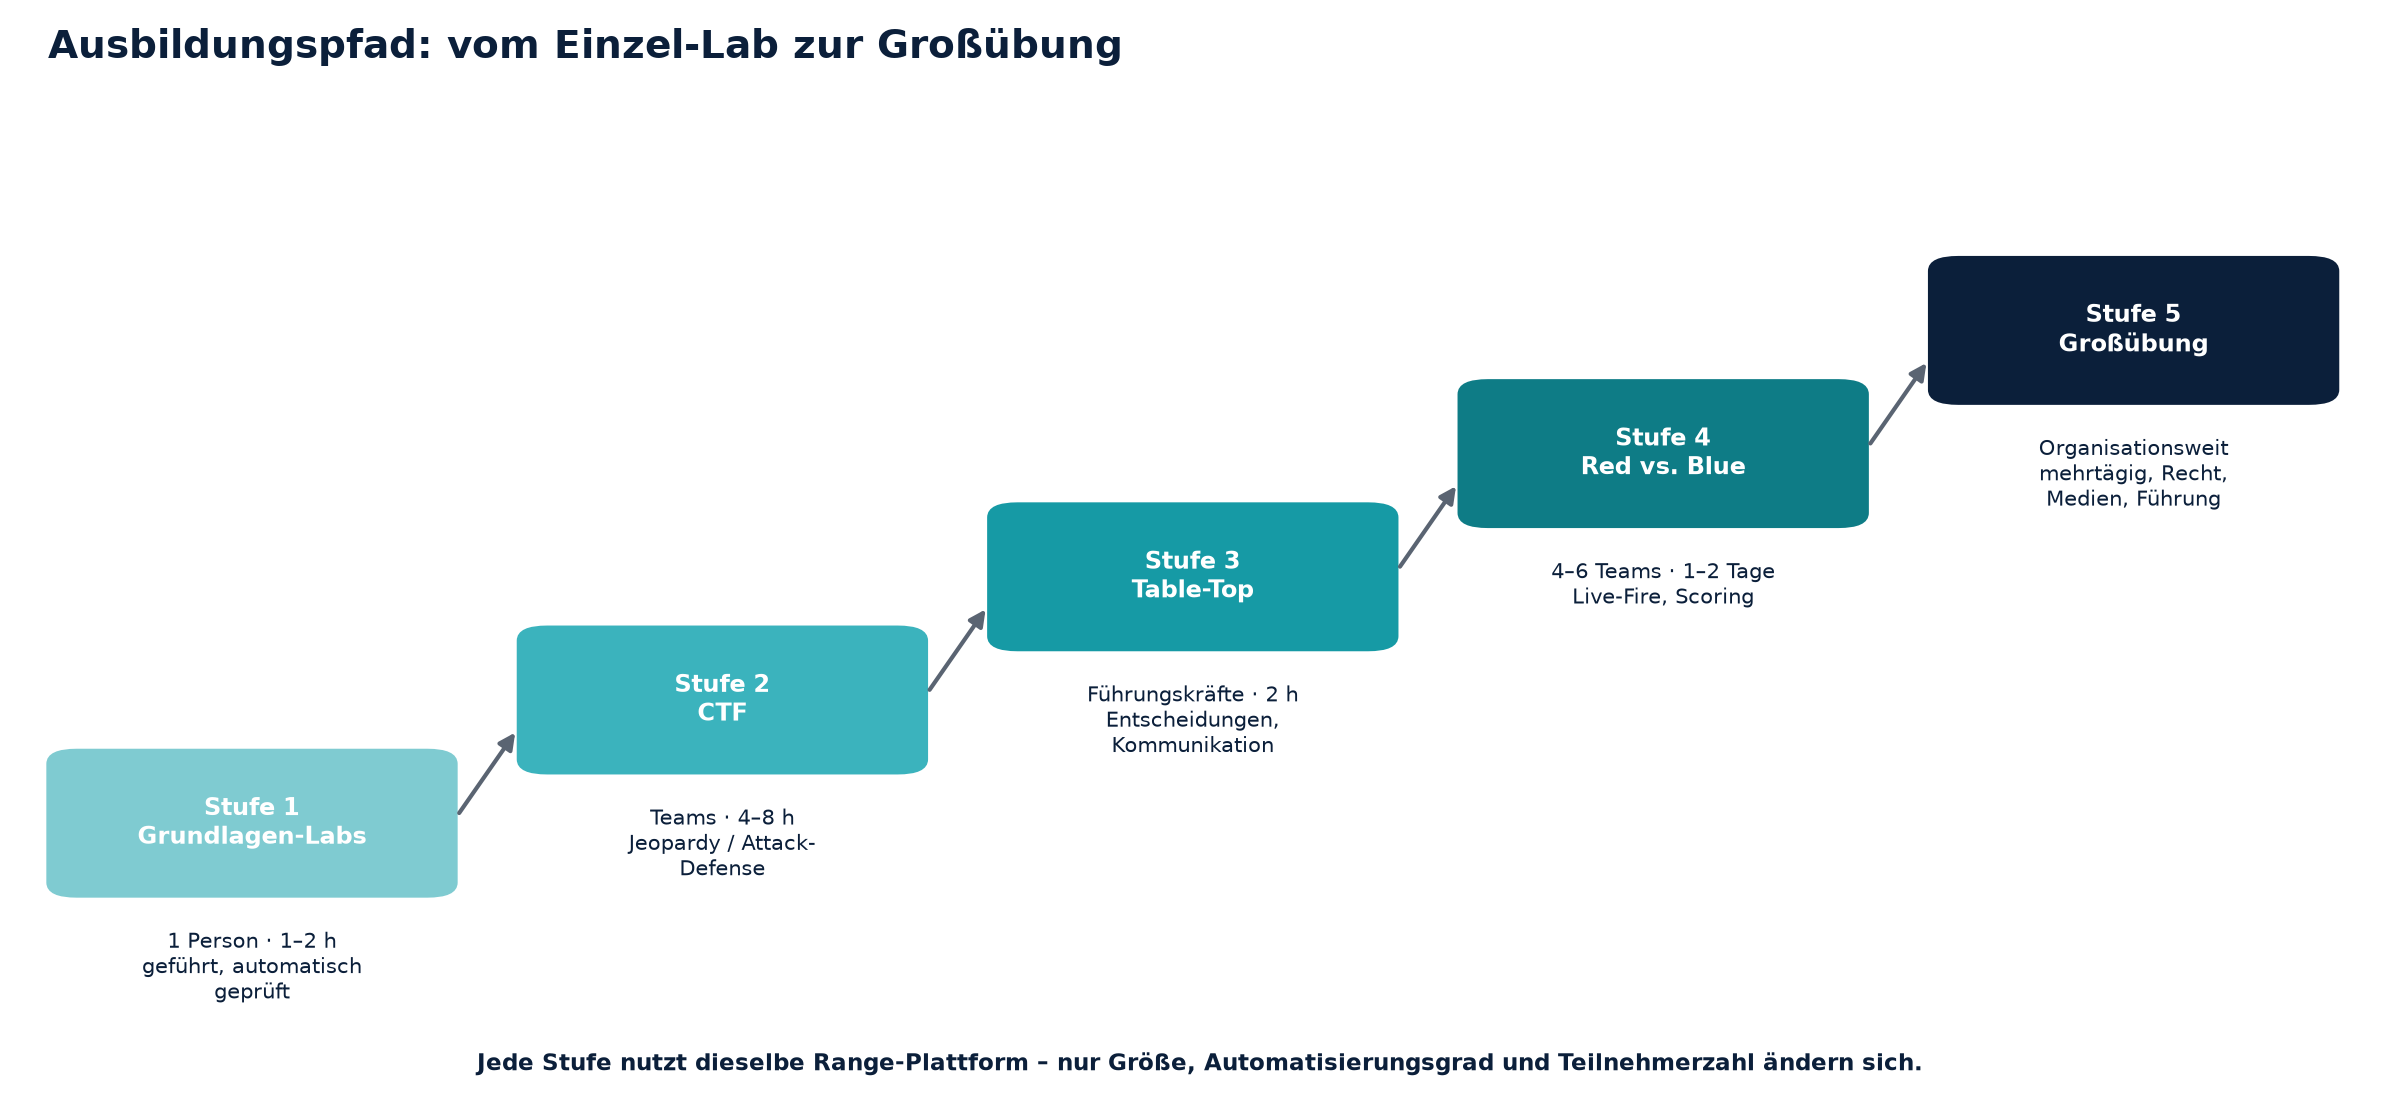 Ausbildungspfad: vom Einzel-Lab zur Großübung
Stufe 1
Grundlagen-Labs
1 Person · 1–2 h
geführt, automatisch
geprüft
Stufe 2
CTF
Teams · 4–8 h
Jeopardy / Attack-
Defense
Stufe 3
Table-Top
Führungskräfte · 2 h
Entscheidungen,
Kommunikation
Stufe 4
Red vs. Blue
4–6 Teams · 1–2 Tage
Live-Fire, Scoring
Stufe 5
Großübung
Organisationsweit
mehrtägig, Recht,
Medien, Führung
Jede Stufe nutzt dieselbe Range-Plattform – nur Größe, Automatisierungsgrad und Teilnehmerzahl ändern sich.